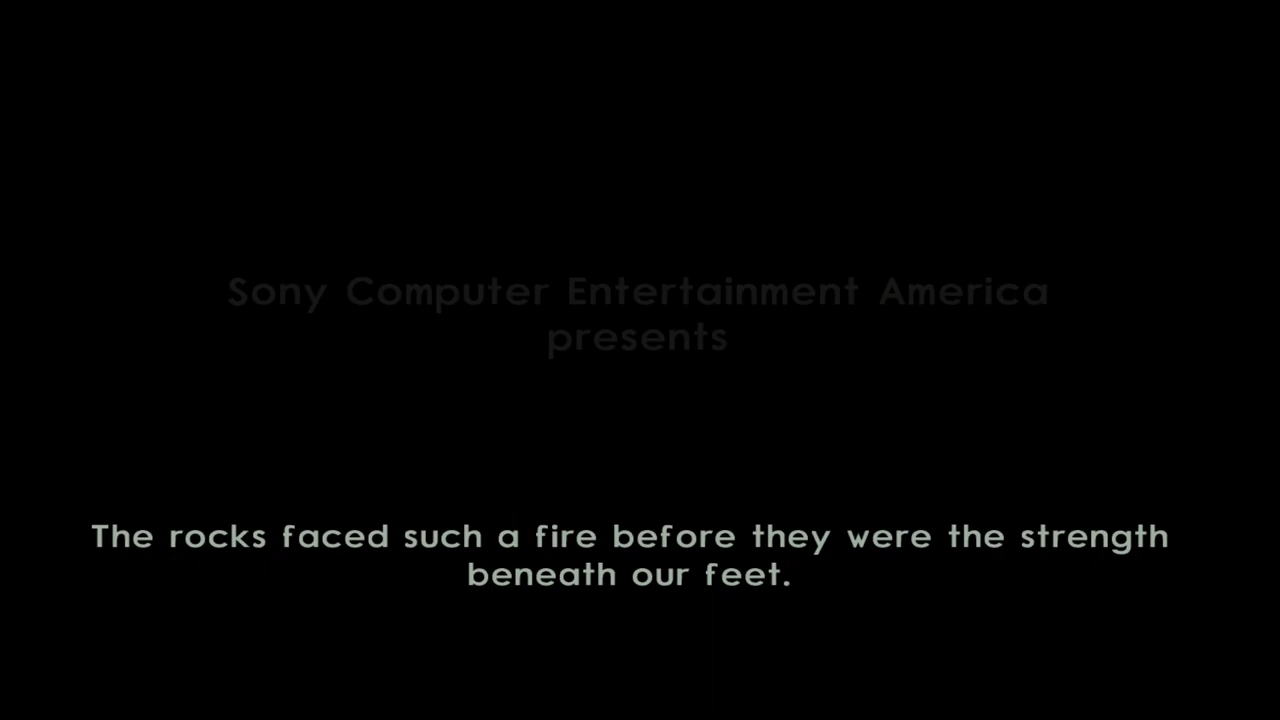 Sony Computer Entertainment America
presents
The rocks faced such a fire before they were the strength
beneath our feet.